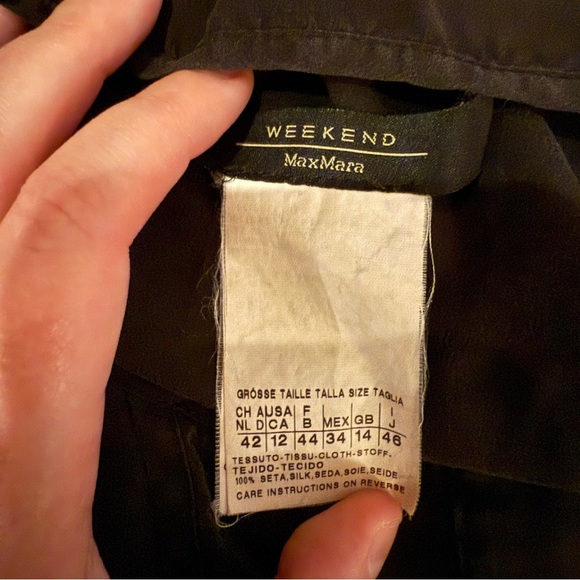 WEEKEND
MaxMara
GRÖSSE TAILLE TALLA SIZE TAGLIA
CH A USA F I
NL D CA B MEX GB J
42 12 44 34 14 46
TESSUTO-TISSU-CLOTH-STOFF-
TEJIDO-TECIDO
100% SETA,SILK,SEDA,SOIE,SEIDE
CARE INSTRUCTIONS ON REVERSE